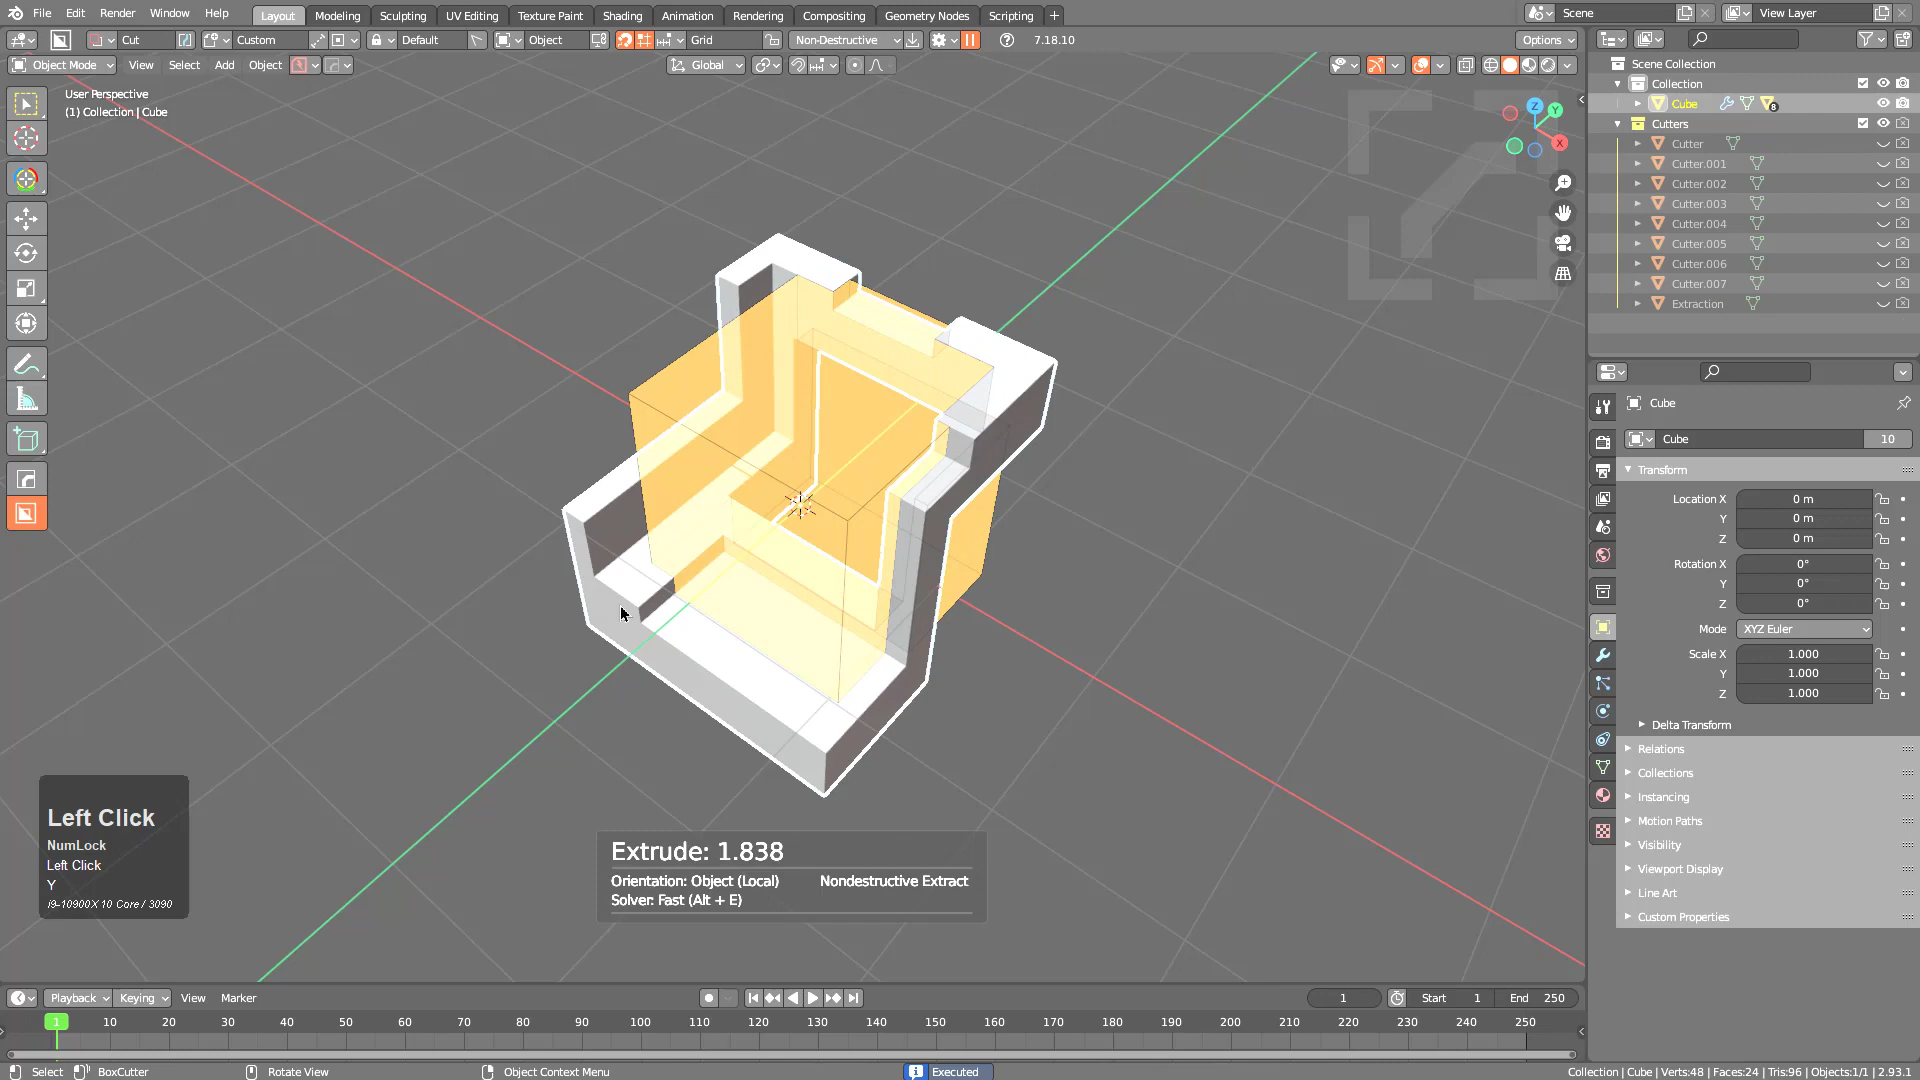 File Edit Render Window Help Layout Modeling Sculpting UV Editing Texture Paint Shading Animation Rendering Compositing Geometry Nodes Scripting + Scene View Layer
Cut Custom Default Object Grid Non-Destructive 7.18.10 Options
Object Mode View Select Add Object Global
User Perspective
(1) Collection | Cube
Z
Y
X
Scene Collection
Collection
Cube 8
Cutters
Cutter
Cutter.001
Cutter.002
Cutter.003
Cutter.004
Cutter.005
Cutter.006
Cutter.007
Extraction
Cube
Cube 10
Transform
Location X 0 m
Y 0 m
Z 0 m
Rotation X 0°
Y 0°
Z 0°
Mode XYZ Euler
Scale X 1.000
Y 1.000
Z 1.000
Delta Transform
Relations
Collections
Instancing
Motion Paths
Visibility
Viewport Display
Line Art
Custom Properties
Left Click
NumLock
Left Click
Y
i9-10900X 10 Core / 3090
Extrude: 1.838
Orientation: Object (Local) Nondestructive Extract
Solver: Fast (Alt + E)
Playback Keying View Marker 1 Start 1 End 250
1 10 20 30 40 50 60 70 80 90 100 110 120 130 140 150 160 170 180 190 200 210 220 230 240 250
Select BoxCutter Rotate View Object Context Menu Executed Collection | Cube | Verts:48 | Faces:24 | Tris:96 | Objects:1/1 | 2.93.1